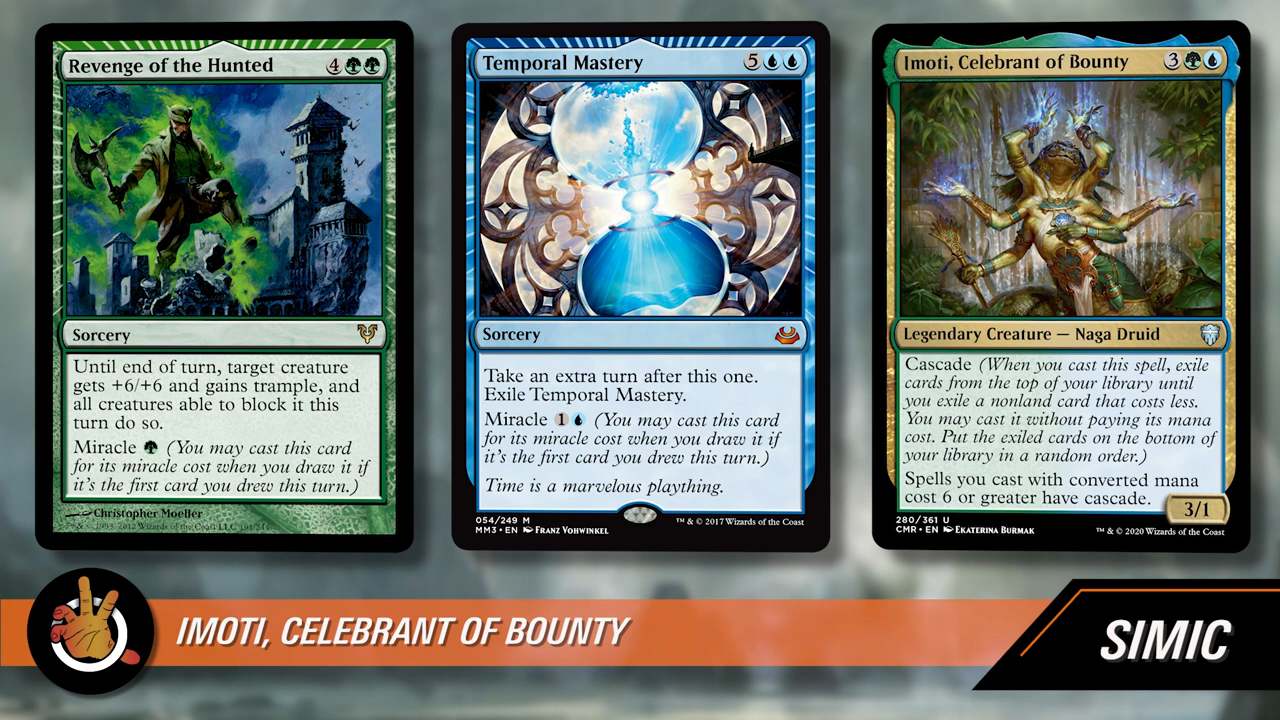 Revenge of the Hunted 4
Sorcery
Until end of turn, target creature
gets +6/+6 and gains trample, and
all creatures able to block it this
turn do so.
Miracle (You may cast this card
for its miracle cost when you draw it if
it's the first card you drew this turn.)
Christopher Moeller
Temporal Mastery 5
Sorcery
Take an extra turn after this one.
Exile Temporal Mastery.
Miracle 1 (You may cast this card
for its miracle cost when you draw it if
it's the first card you drew this turn.)
Time is a marvelous plaything.
054/249 M
MM3 • EN Franz Vohwinkel
™ & © 2017 Wizards of the Coast
Imoti, Celebrant of Bounty 3
Legendary Creature — Naga Druid
Cascade (When you cast this spell, exile
cards from the top of your library until
you exile a nonland card that costs less.
You may cast it without paying its mana
cost. Put the exiled cards on the bottom of
your library in a random order.)
Spells you cast with converted mana
cost 6 or greater have cascade.
3/1
280/361 U
CMR • EN Ekaterina Burmak
™ & © 2020 Wizards of the Coast
IMOTI, CELEBRANT OF BOUNTY
SIMIC